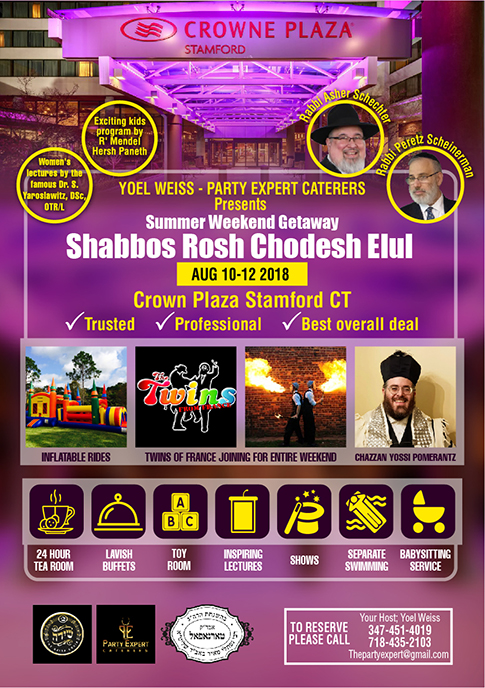 CROWNE PLAZA®
STAMFORD
Exciting kids
program by
R' Mendel
Hersh Paneth
Rabbi Asher Schechter
Rabbi Peretz Scheinerman
Women's
lectures by the
famous Dr. S.
Yaroslawitz, DSc,
OTR/L
YOEL WEISS - PARTY EXPERT CATERERS
Presents
Summer Weekend Getaway
Shabbos Rosh Chodesh Elul
AUG 10-12 2018
Crown Plaza Stamford CT
Trusted
Professional
Best overall deal
The
Twins
FROM FRANCE
INFLATABLE RIDES
TWINS OF FRANCE JOINING FOR ENTIRE WEEKEND
CHAZZAN YOSSI POMERANTZ
A
B C
24 HOUR
TEA ROOM
LAVISH
BUFFETS
TOY
ROOM
INSPIRING
LECTURES
SHOWS
SEPARATE
SWIMMING
BABYSITTING
SERVICE
PARTY EXPERT
CATERERS
בהשגחת הרה"ג
TO RESERVE
PLEASE CALL
Your Host; Yoel Weiss
347-451-4019
718-435-2103
Thepartyexpert@gmail.com